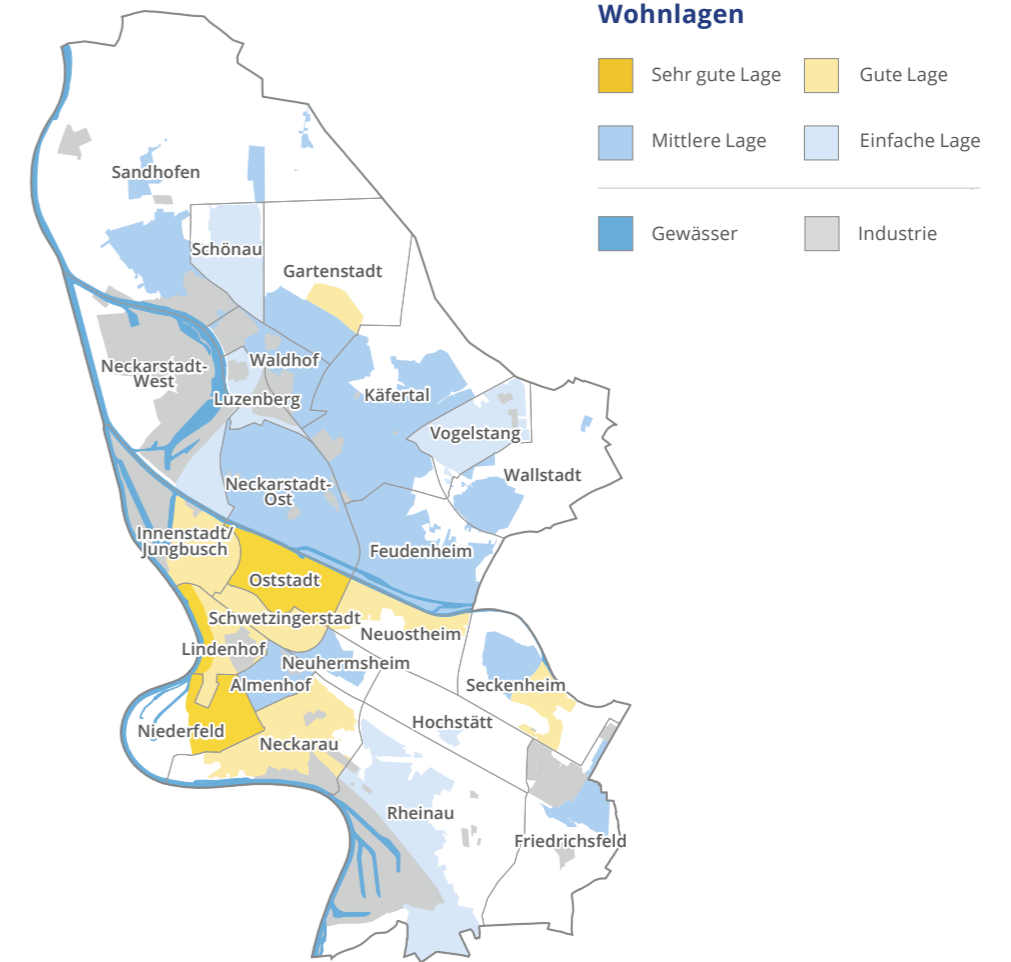 Wohnlagen
Sehr gute Lage
Gute Lage
Mittlere Lage
Einfache Lage
Gewässer
Industrie
Sandhofen
Schönau
Gartenstadt
Waldhof
Neckarstadt-
West
Luzenberg
Käfertal
Vogelstang
Wallstadt
Neckarstadt-
Ost
Innenstadt/
Jungbusch
Feudenheim
Oststadt
Schwetzingerstadt
Neuostheim
Lindenhof
Neuhermsheim
Almenhof
Seckenheim
Hochstätt
Niederfeld
Neckarau
Rheinau
Friedrichsfeld